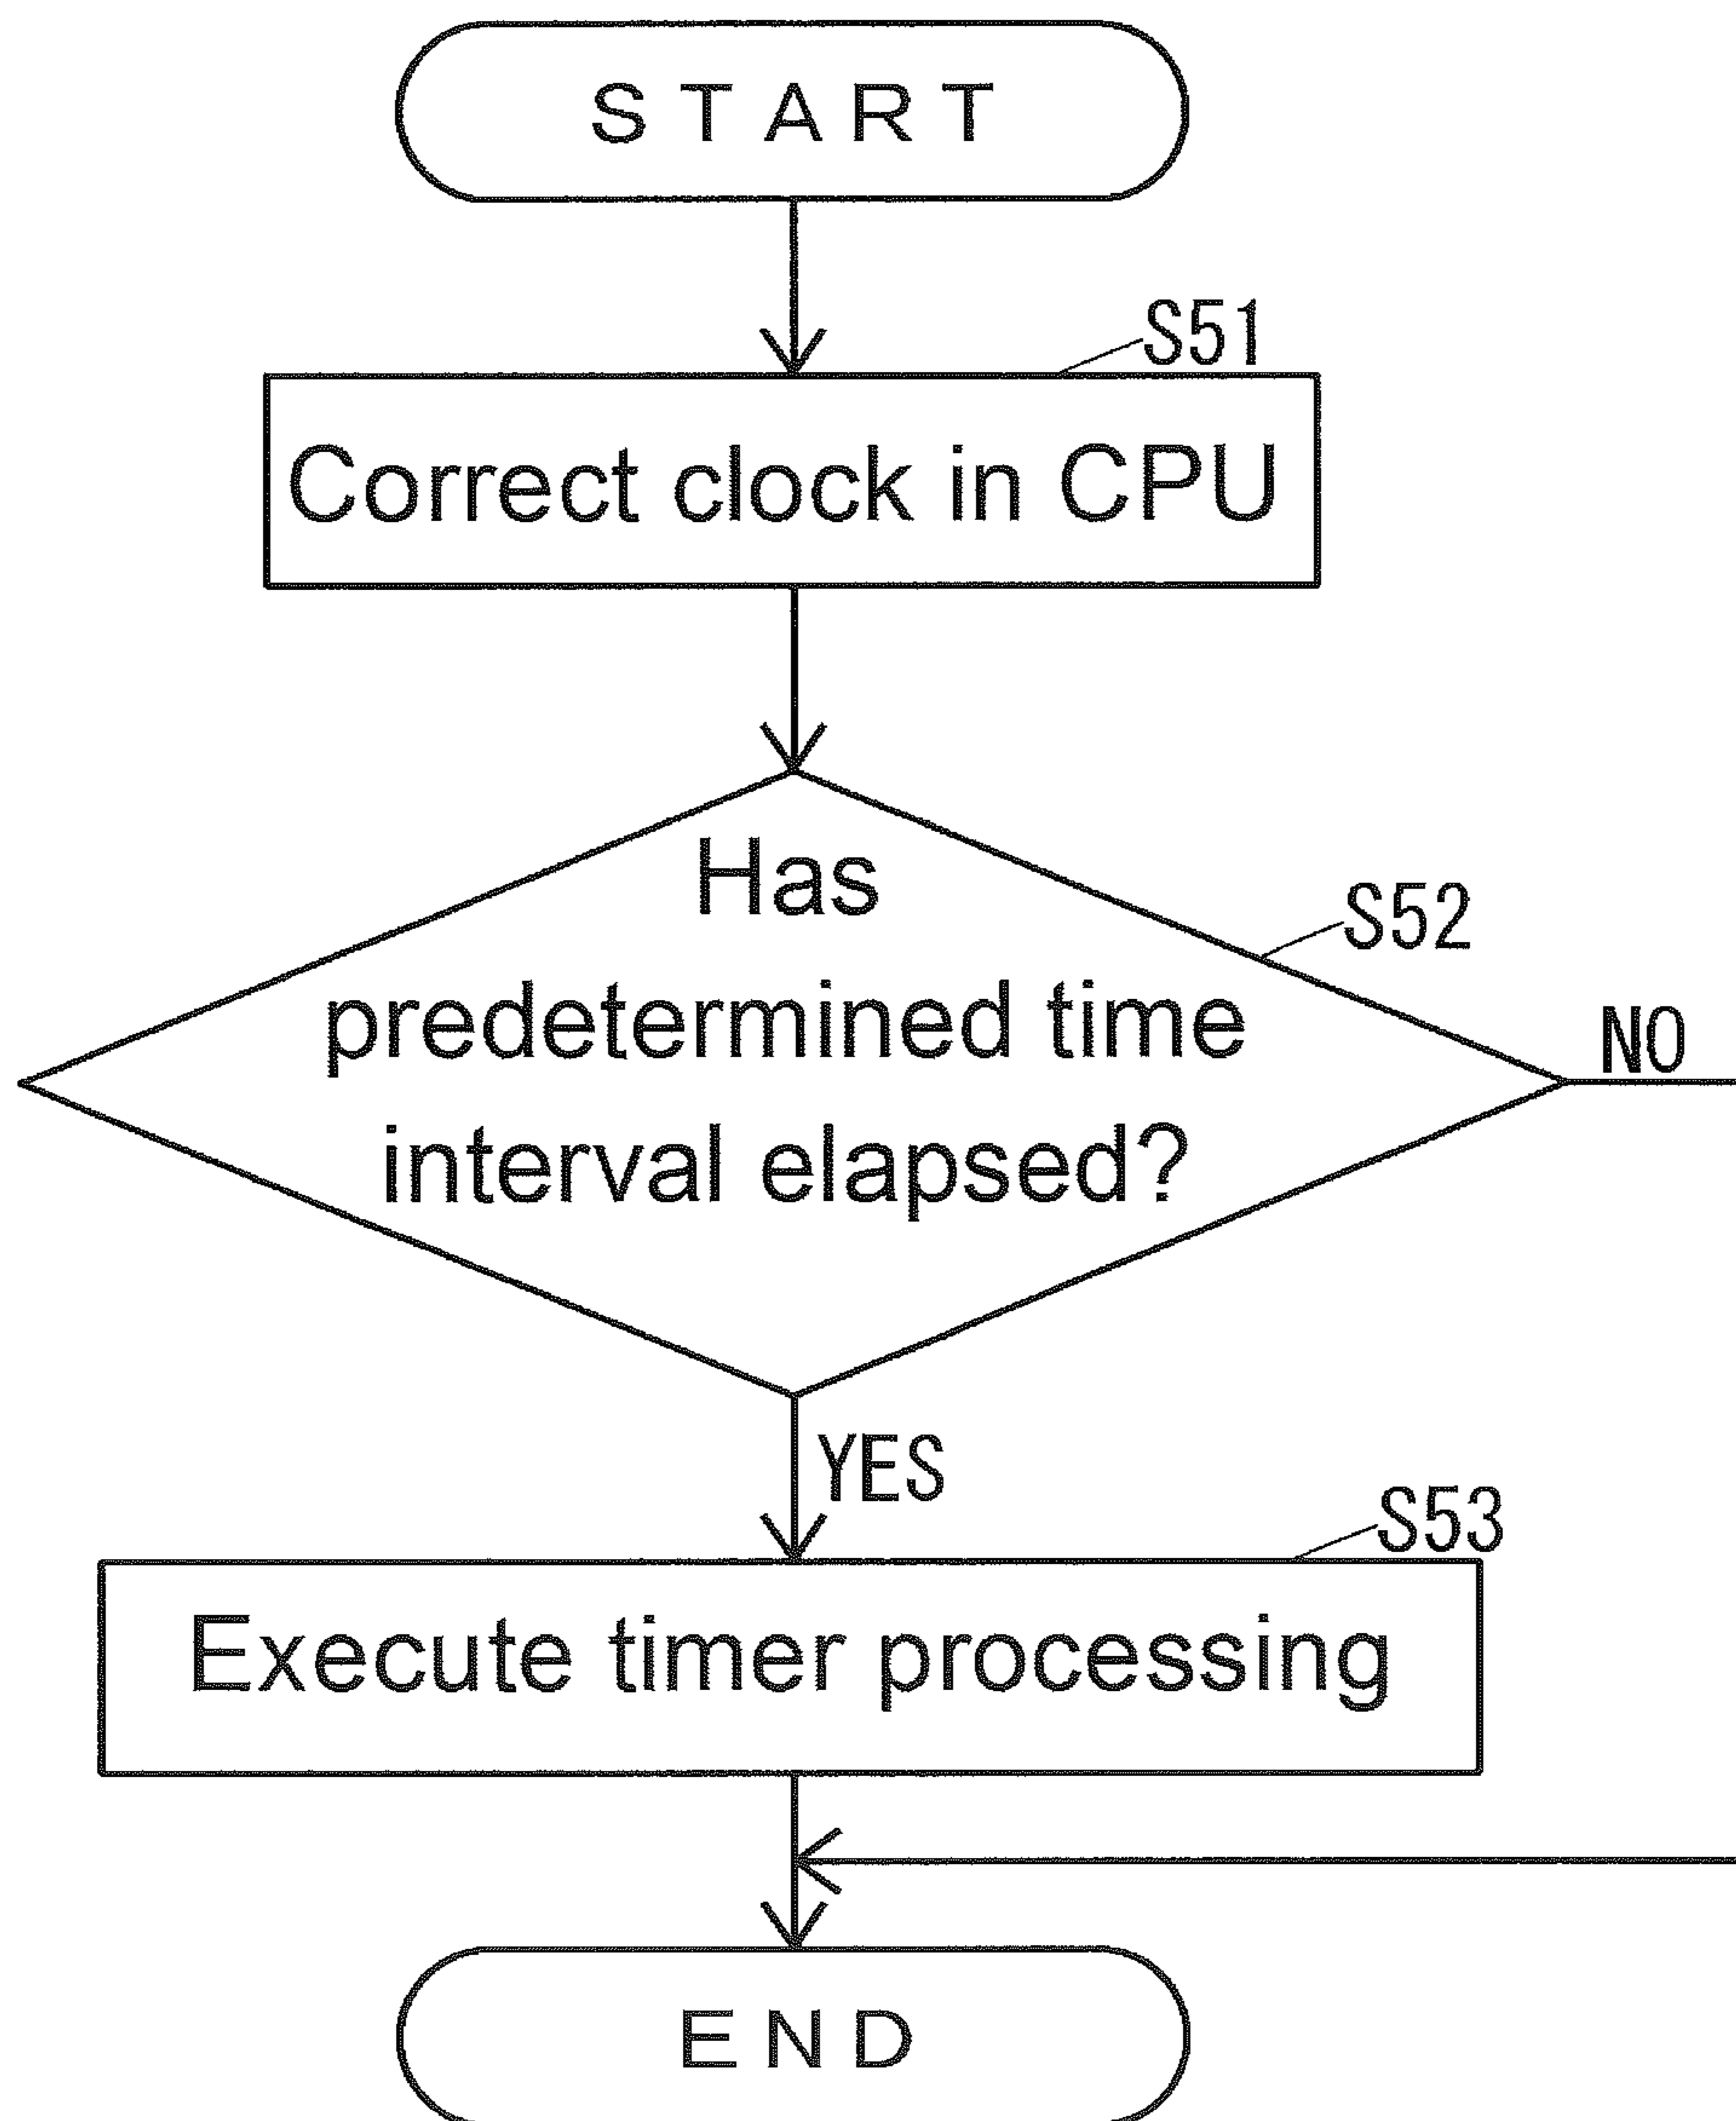 START
S51
Correct clock in CPU
Has
S52
predetermined time
NO
interval elapsed?
YES
S53
Execute timer processing
END